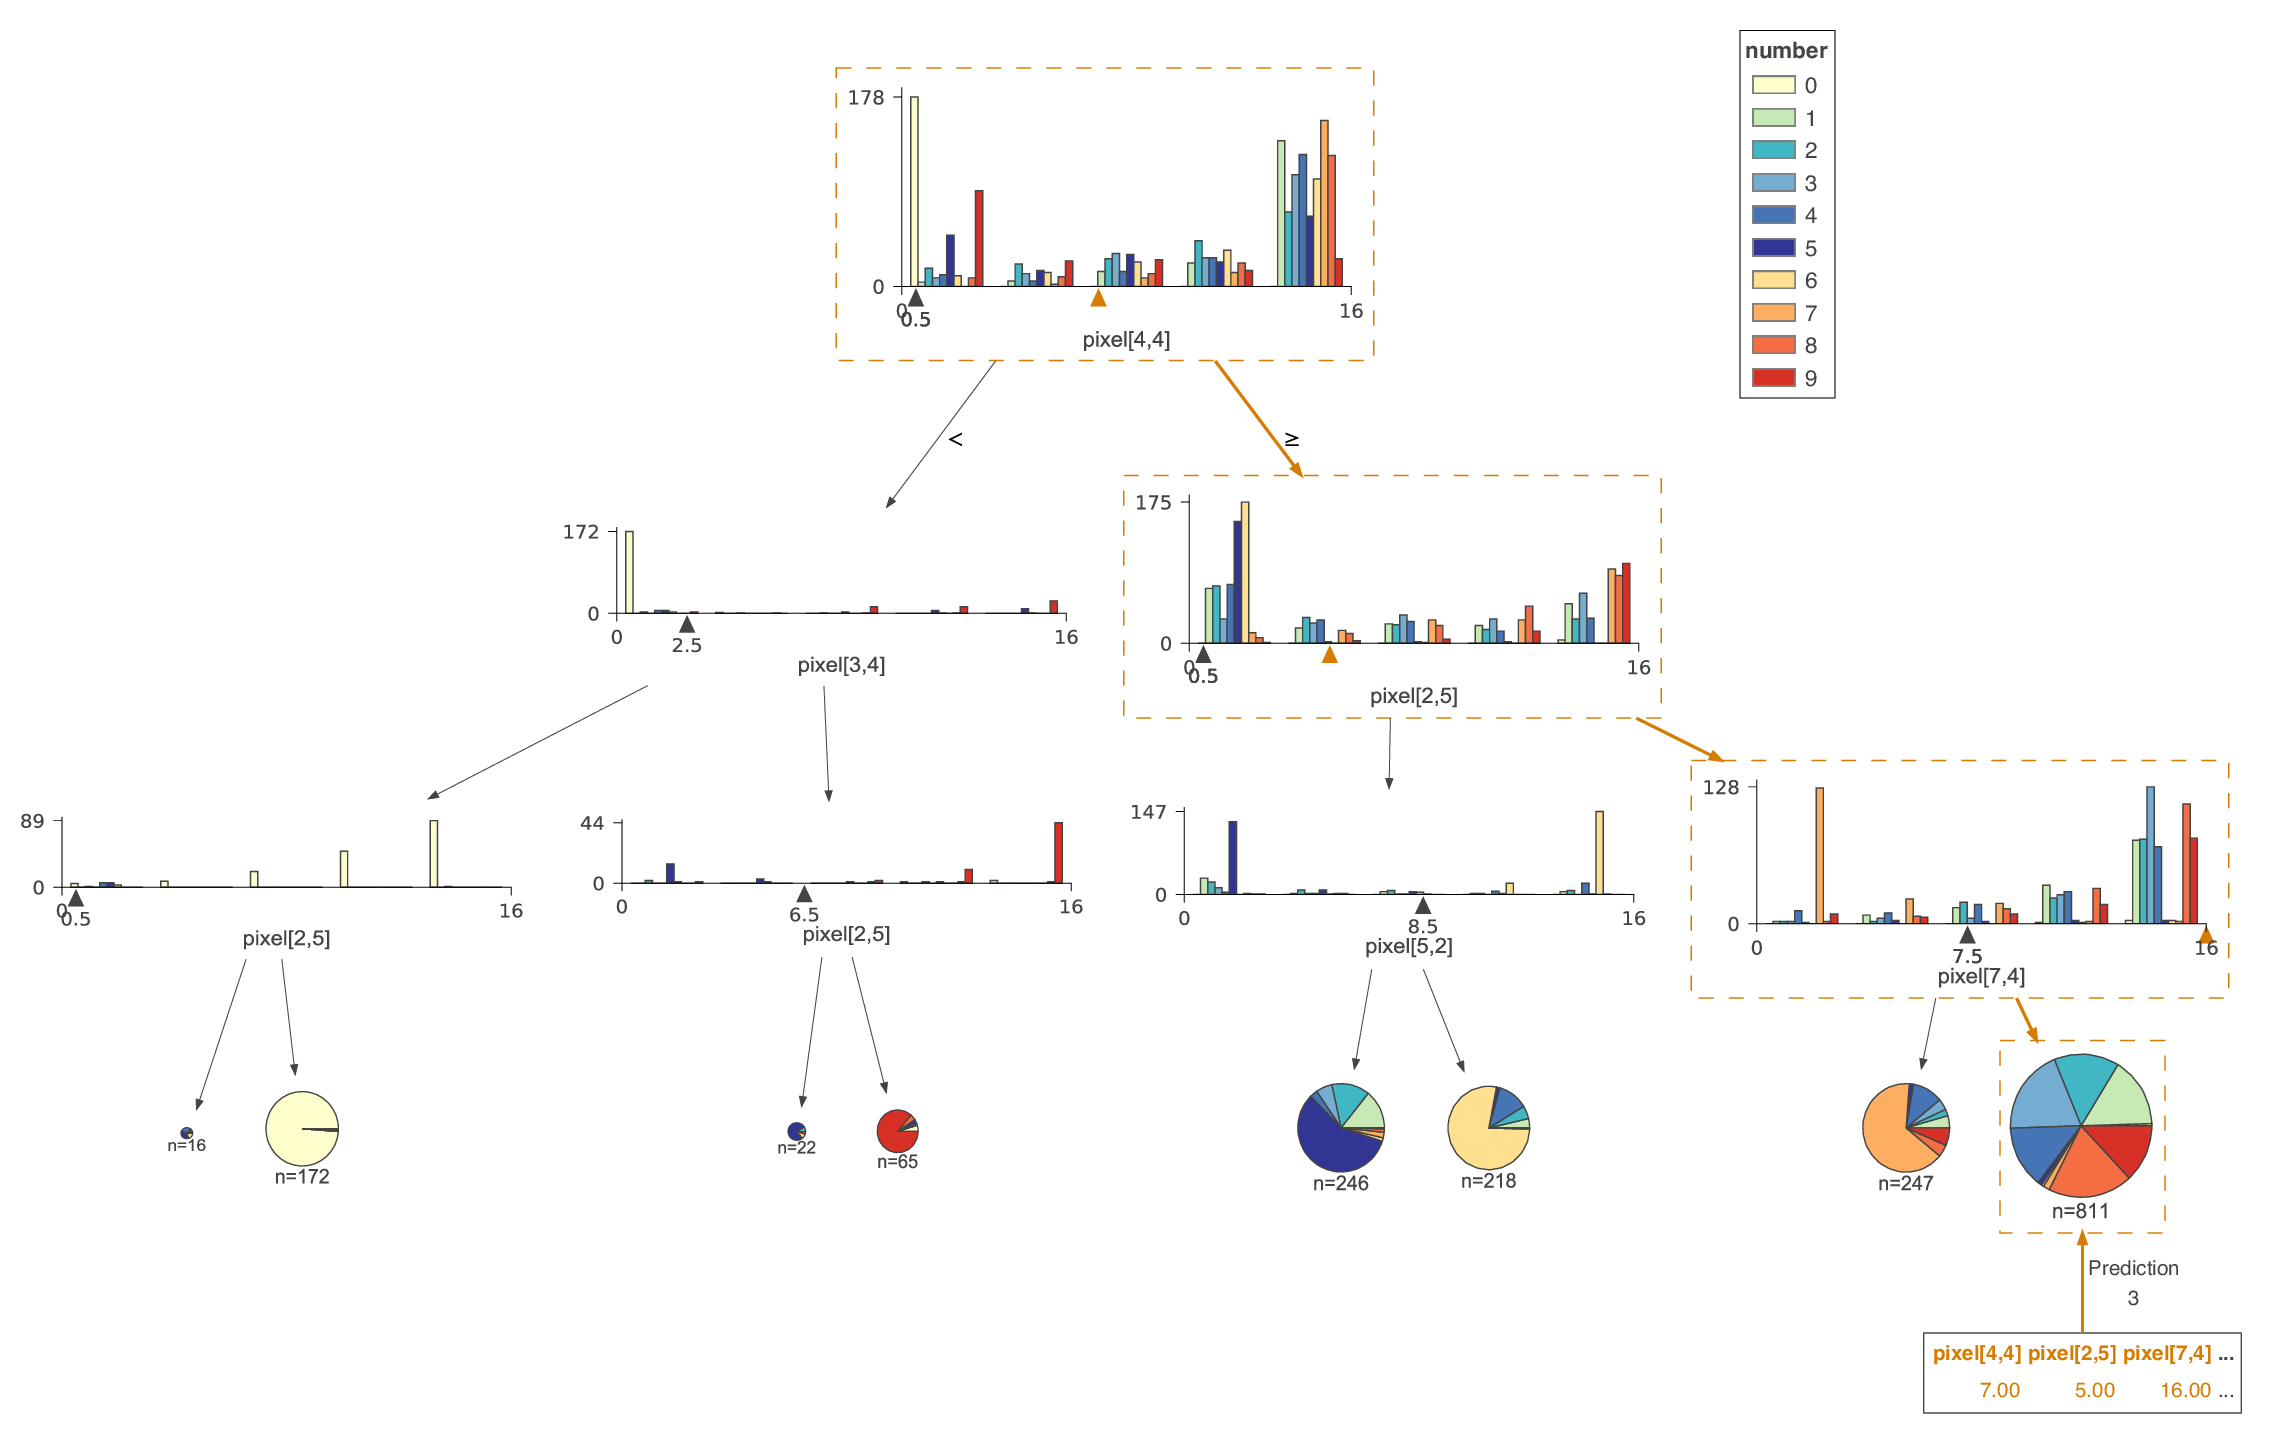 number
0
1
2
3
4
5
6
7
8
9
178
0
0
0.5
16
pixel[4,4]
<
≥
172
0
0
2.5
16
pixel[3,4]
175
0
0
0.5
16
pixel[2,5]
89
0
0
0.5
16
pixel[2,5]
44
0
0
6.5
16
pixel[2,5]
147
0
0
8.5
16
pixel[5,2]
128
0
0
7.5
16
pixel[7,4]
n=16
n=172
n=22
n=65
n=246
n=218
n=247
n=811
Prediction
3
pixel[4,4] pixel[2,5] pixel[7,4] ...
7.00 5.00 16.00 ...